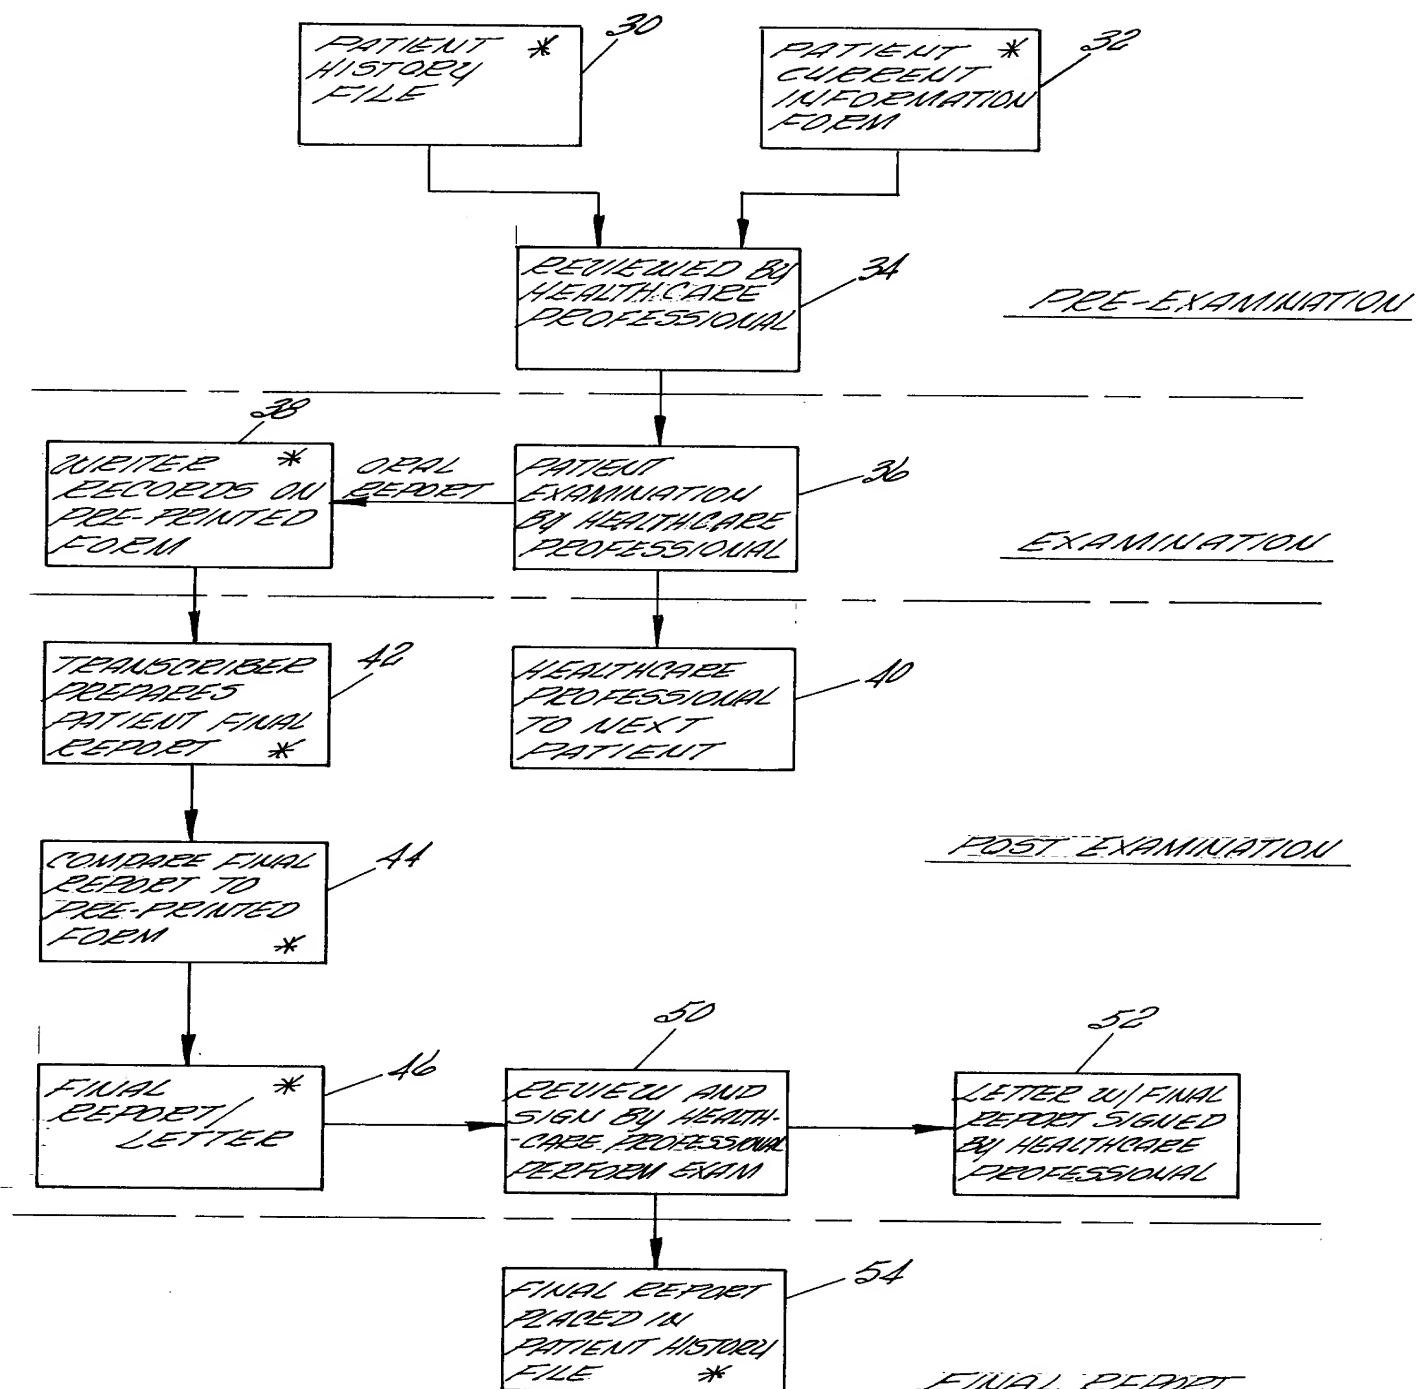 PATIENT *
HISTORY
FILE
30
PATIENT *
CURRENT
INFORMATION
FORM
32
REVIEWED BY
HEALTHCARE
PROFESSIONAL
34
PRE-EXAMINATION
38
WRITER *
RECORDS ON
PRE-PRINTED
FORM
ORAL
REPORT
PATIENT
EXAMINATION
BY HEALTHCARE
PROFESSIONAL
36
EXAMINATION
TRANSCRIBER
PREPARES
PATIENT FINAL
REPORT *
42
HEALTHCARE
PROFESSIONAL
TO NEXT
PATIENT
40
COMPARE FINAL
REPORT TO
PRE-PRINTED
FORM *
44
POST EXAMINATION
FINAL *
REPORT/
LETTER
46
50
REVIEW AND
SIGN BY HEALTH-
-CARE PROFESSIONAL
PERFORM EXAM
52
LETTER W/FINAL
REPORT SIGNED
BY HEALTHCARE
PROFESSIONAL
FINAL REPORT
PLACED IN
PATIENT HISTORY
FILE *
54
FINAL REPORT